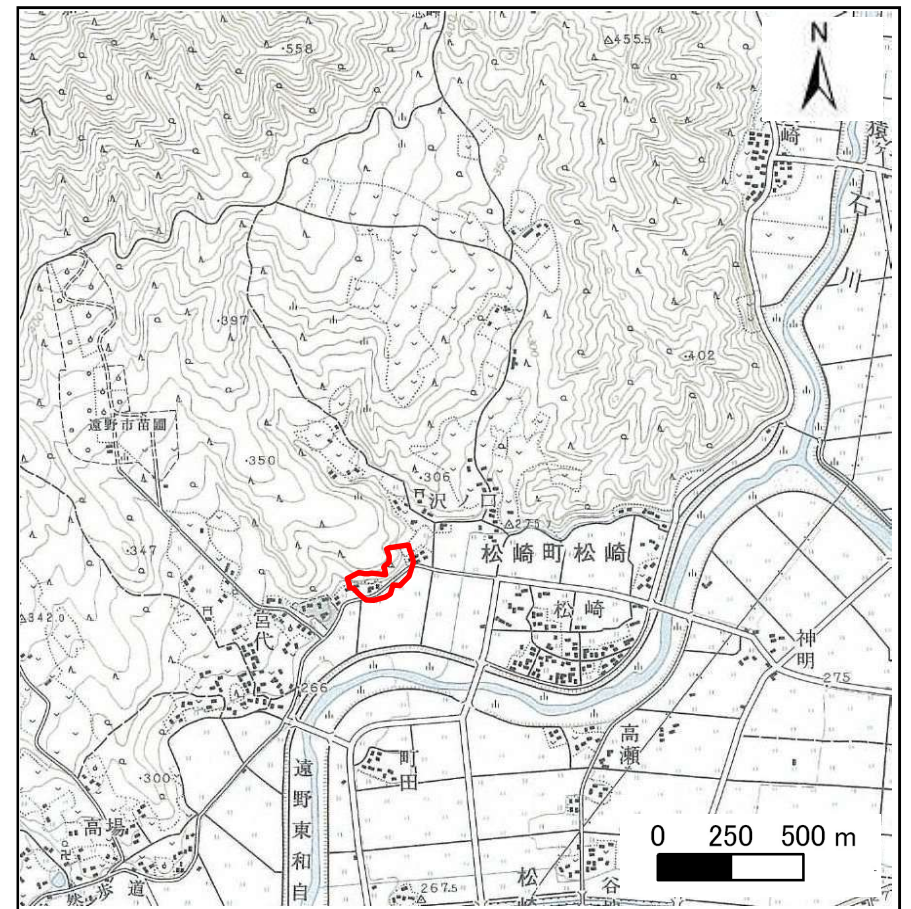 ・558
△455.5
N
崎
猿
石
川
・397
・402
遠野市苗圃
・350
・306
沢ノ口
△275.7
松崎町松崎
・347
松崎
宮代
△342.0
神明
275
・266
高瀬
町田
・300
遠野東和自
高場
0 250 500 m
然歩道
267.5
松崎
谷